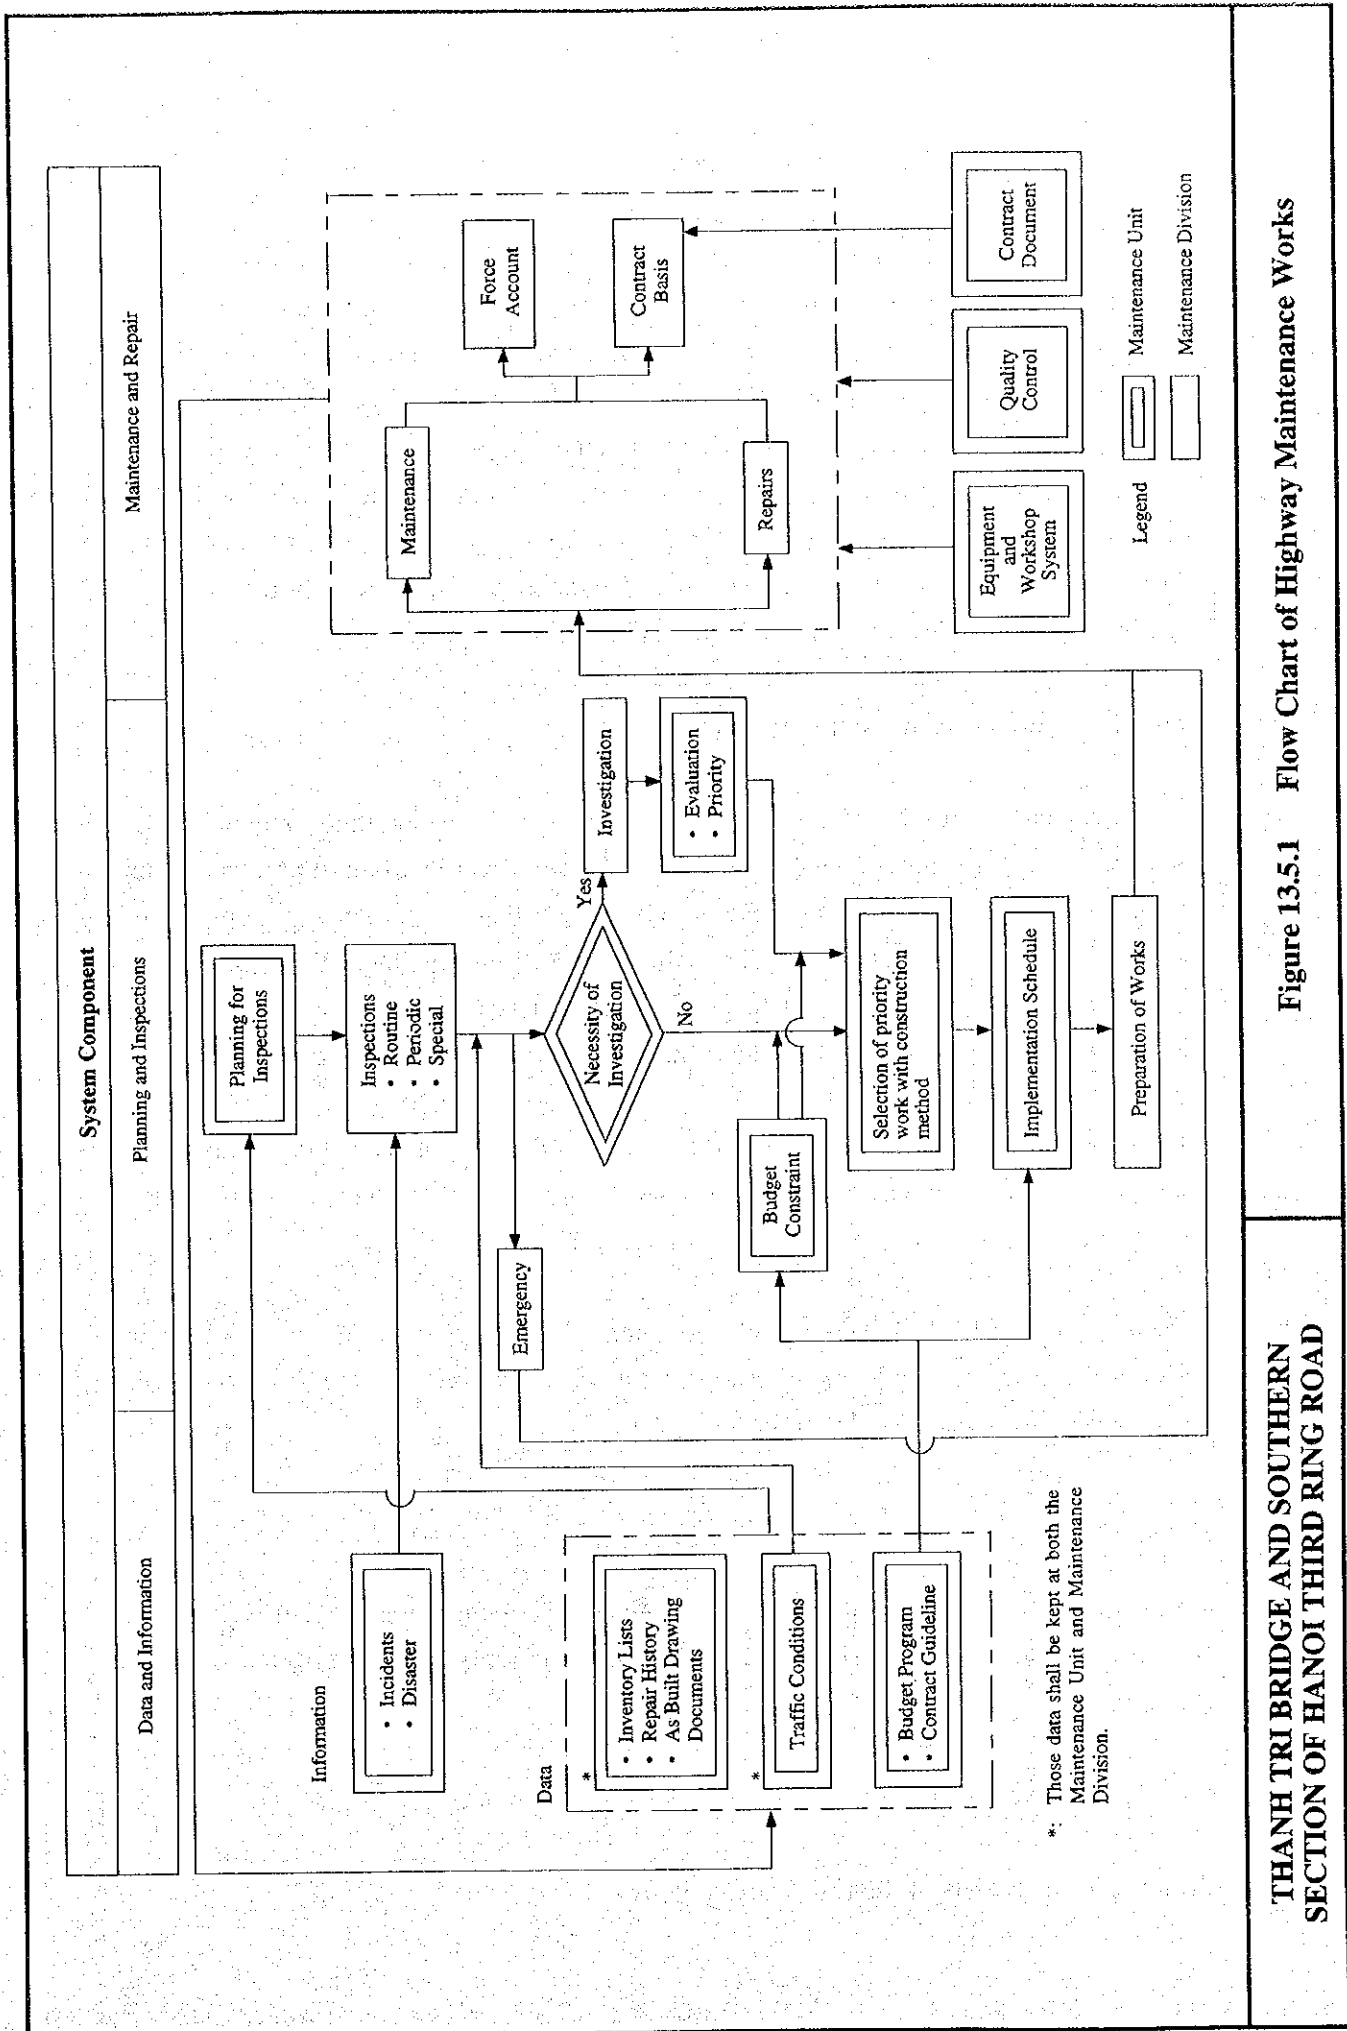 System Component
Data and Information
Planning and Inspections
Maintenance and Repair
Information
• Incidents
• Disaster
Data
*
• Inventory Lists
• Repair History
• As Built Drawing
Documents
*
Traffic Conditions
• Budget Program
• Contract Guideline
*: Those data shall be kept at both the
Maintenance Unit and Maintenance
Division.
Planning for
Inspections
Inspections
• Routine
• Periodic
• Special
Emergency
Necessity of
Investigation
Yes
No
Investigation
• Evaluation
• Priority
Budget
Constraint
Selection of priority
work with construction
method
Implementation Schedule
Preparation of Works
Maintenance
Repairs
Force
Account
Contract
Basis
Equipment
and
Workshop
System
Quality
Control
Contract
Document
Legend
Maintenance Unit
Maintenance Division
THANH TRI BRIDGE AND SOUTHERN
SECTION OF HANOI THIRD RING ROAD
Figure 13.5.1 Flow Chart of Highway Maintenance Works